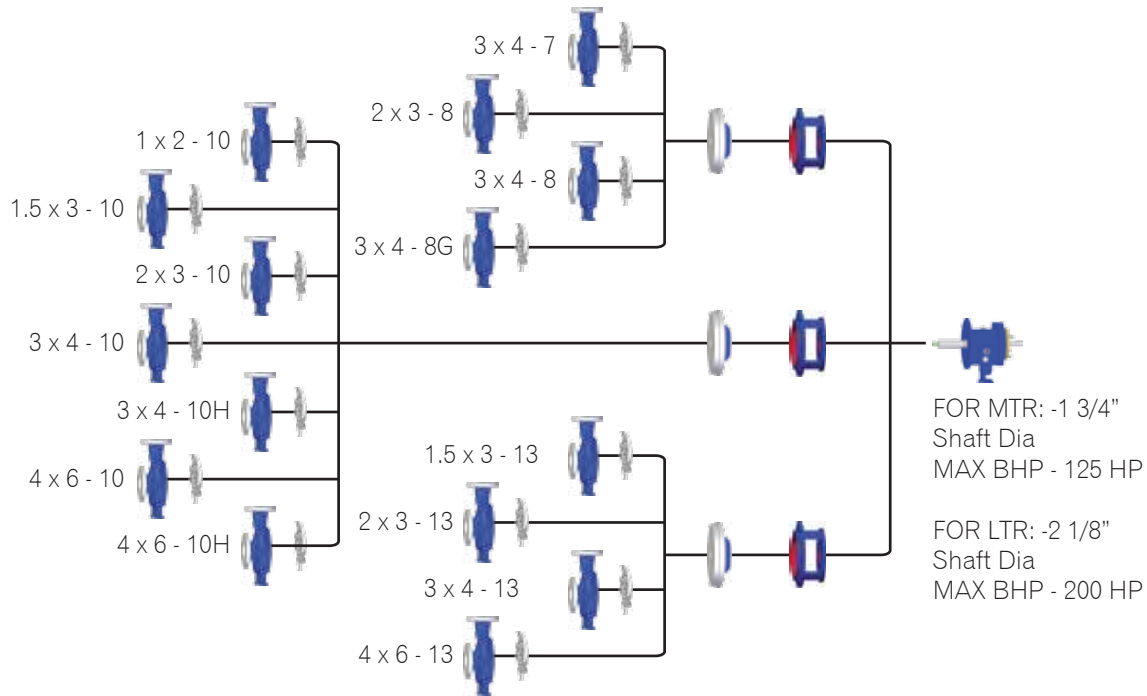 3 x 4 - 7
2 x 3 - 8
3 x 4 - 8
3 x 4 - 8G
1 x 2 - 10
1.5 x 3 - 10
2 x 3 - 10
3 x 4 - 10
3 x 4 - 10H
4 x 6 - 10
4 x 6 - 10H
1.5 x 3 - 13
2 x 3 - 13
3 x 4 - 13
4 x 6 - 13
FOR MTR: -1 3/4”
Shaft Dia
MAX BHP - 125 HP
FOR LTR: -2 1/8”
Shaft Dia
MAX BHP - 200 HP